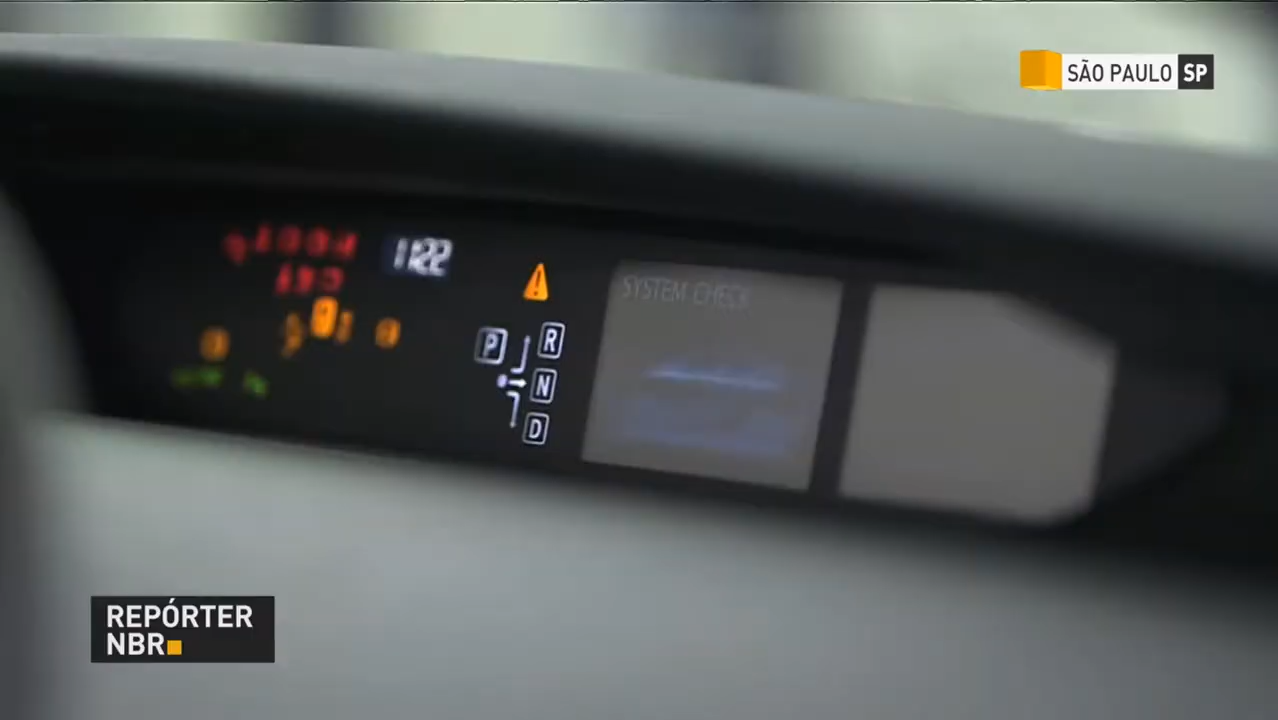 SÃO PAULO SP
1122
SYSTEM CHECK
P
R
N
D
REPÓRTER
NBR